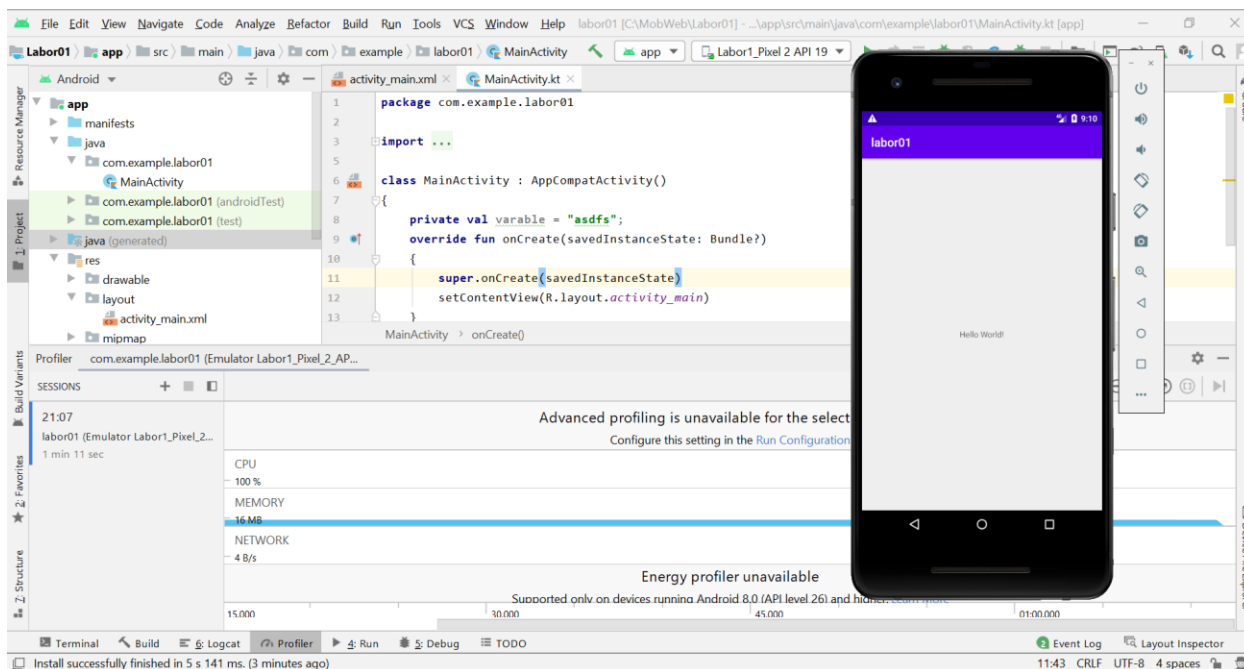 File Edit View Navigate Code Analyze Refactor Build Run Tools VCS Window Help labor01 [C:\MobWeb\Labor01] - ...\app\src\main\java\com\example\labor01\MainActivity.kt [app]
Labor01 app src main java com example labor01 MainActivity app Labor1_Pixel 2 API 19
Android
activity_main.xml MainActivity.kt
Resource Manager
1: Project
Build Variants
2: Favorites
7: Structure
app
manifests
java
com.example.labor01
MainActivity
com.example.labor01 (androidTest)
com.example.labor01 (test)
java (generated)
res
drawable
layout
activity_main.xml
mipmap
1 package com.example.labor01
2
3 import ...
5
6 class MainActivity : AppCompatActivity()
7 {
8 private val varable = "asdfs";
9 override fun onCreate(savedInstanceState: Bundle?)
10 {
11 super.onCreate(savedInstanceState)
12 setContentView(R.layout.activity_main)
13 }
MainActivity > onCreate()
9:10
labor01
Hello World!
Profiler com.example.labor01 (Emulator Labor1_Pixel_2_AP...
SESSIONS
21:07
labor01 (Emulator Labor1_Pixel_2...
1 min 11 sec
Advanced profiling is unavailable for the select
Configure this setting in the Run Configuration
CPU
100 %
MEMORY
16 MB
NETWORK
4 B/s
Energy profiler unavailable
Supported only on devices running Android 8.0 (API level 26) and higher. Learn More
15.000 30.000 45.000 01:00.000
Terminal Build 6: Logcat Profiler 4: Run 5: Debug TODO Event Log Layout Inspector
Install successfully finished in 5 s 141 ms. (3 minutes ago) 11:43 CRLF UTF-8 4 spaces